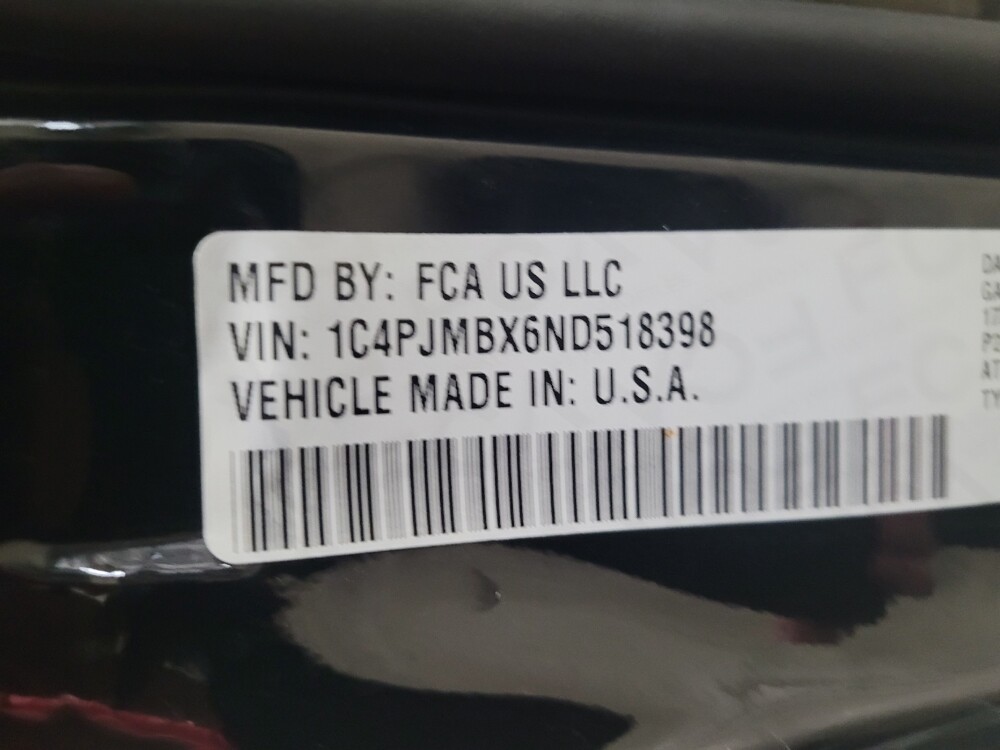 MFD BY: FCA US LLC
VIN: 1C4PJMBX6ND518398
VEHICLE MADE IN: U.S.A.